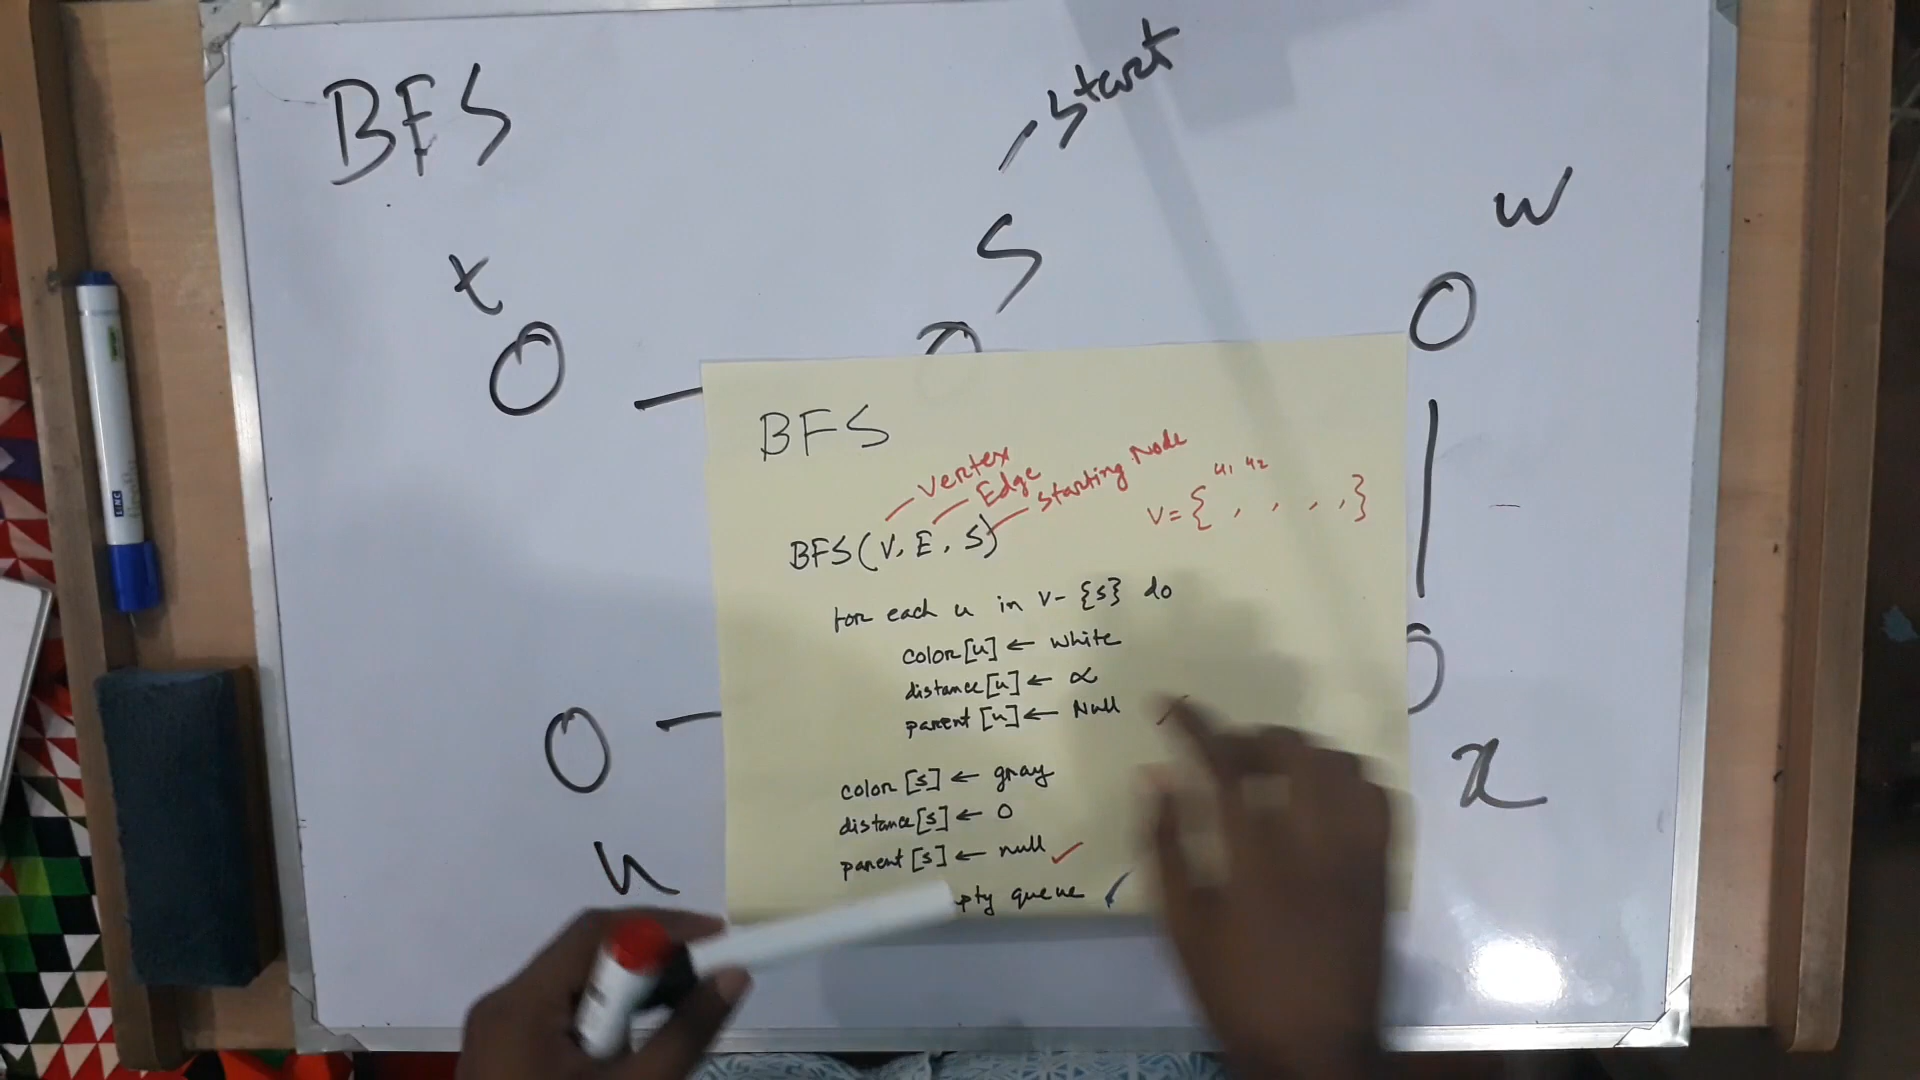 BFS
start
S
w
t
BFS
Vertex
Edge
starting Node
u1 u2
V = { , , , , }
BFS(V, E, S)
for each u in V- {s} do
color[u] ← white
distance[u] ← ∝
parent [u] ← Null
color [s] ← gray
distance[s] ← 0
parent [s] ← null ✓
queue
x
u